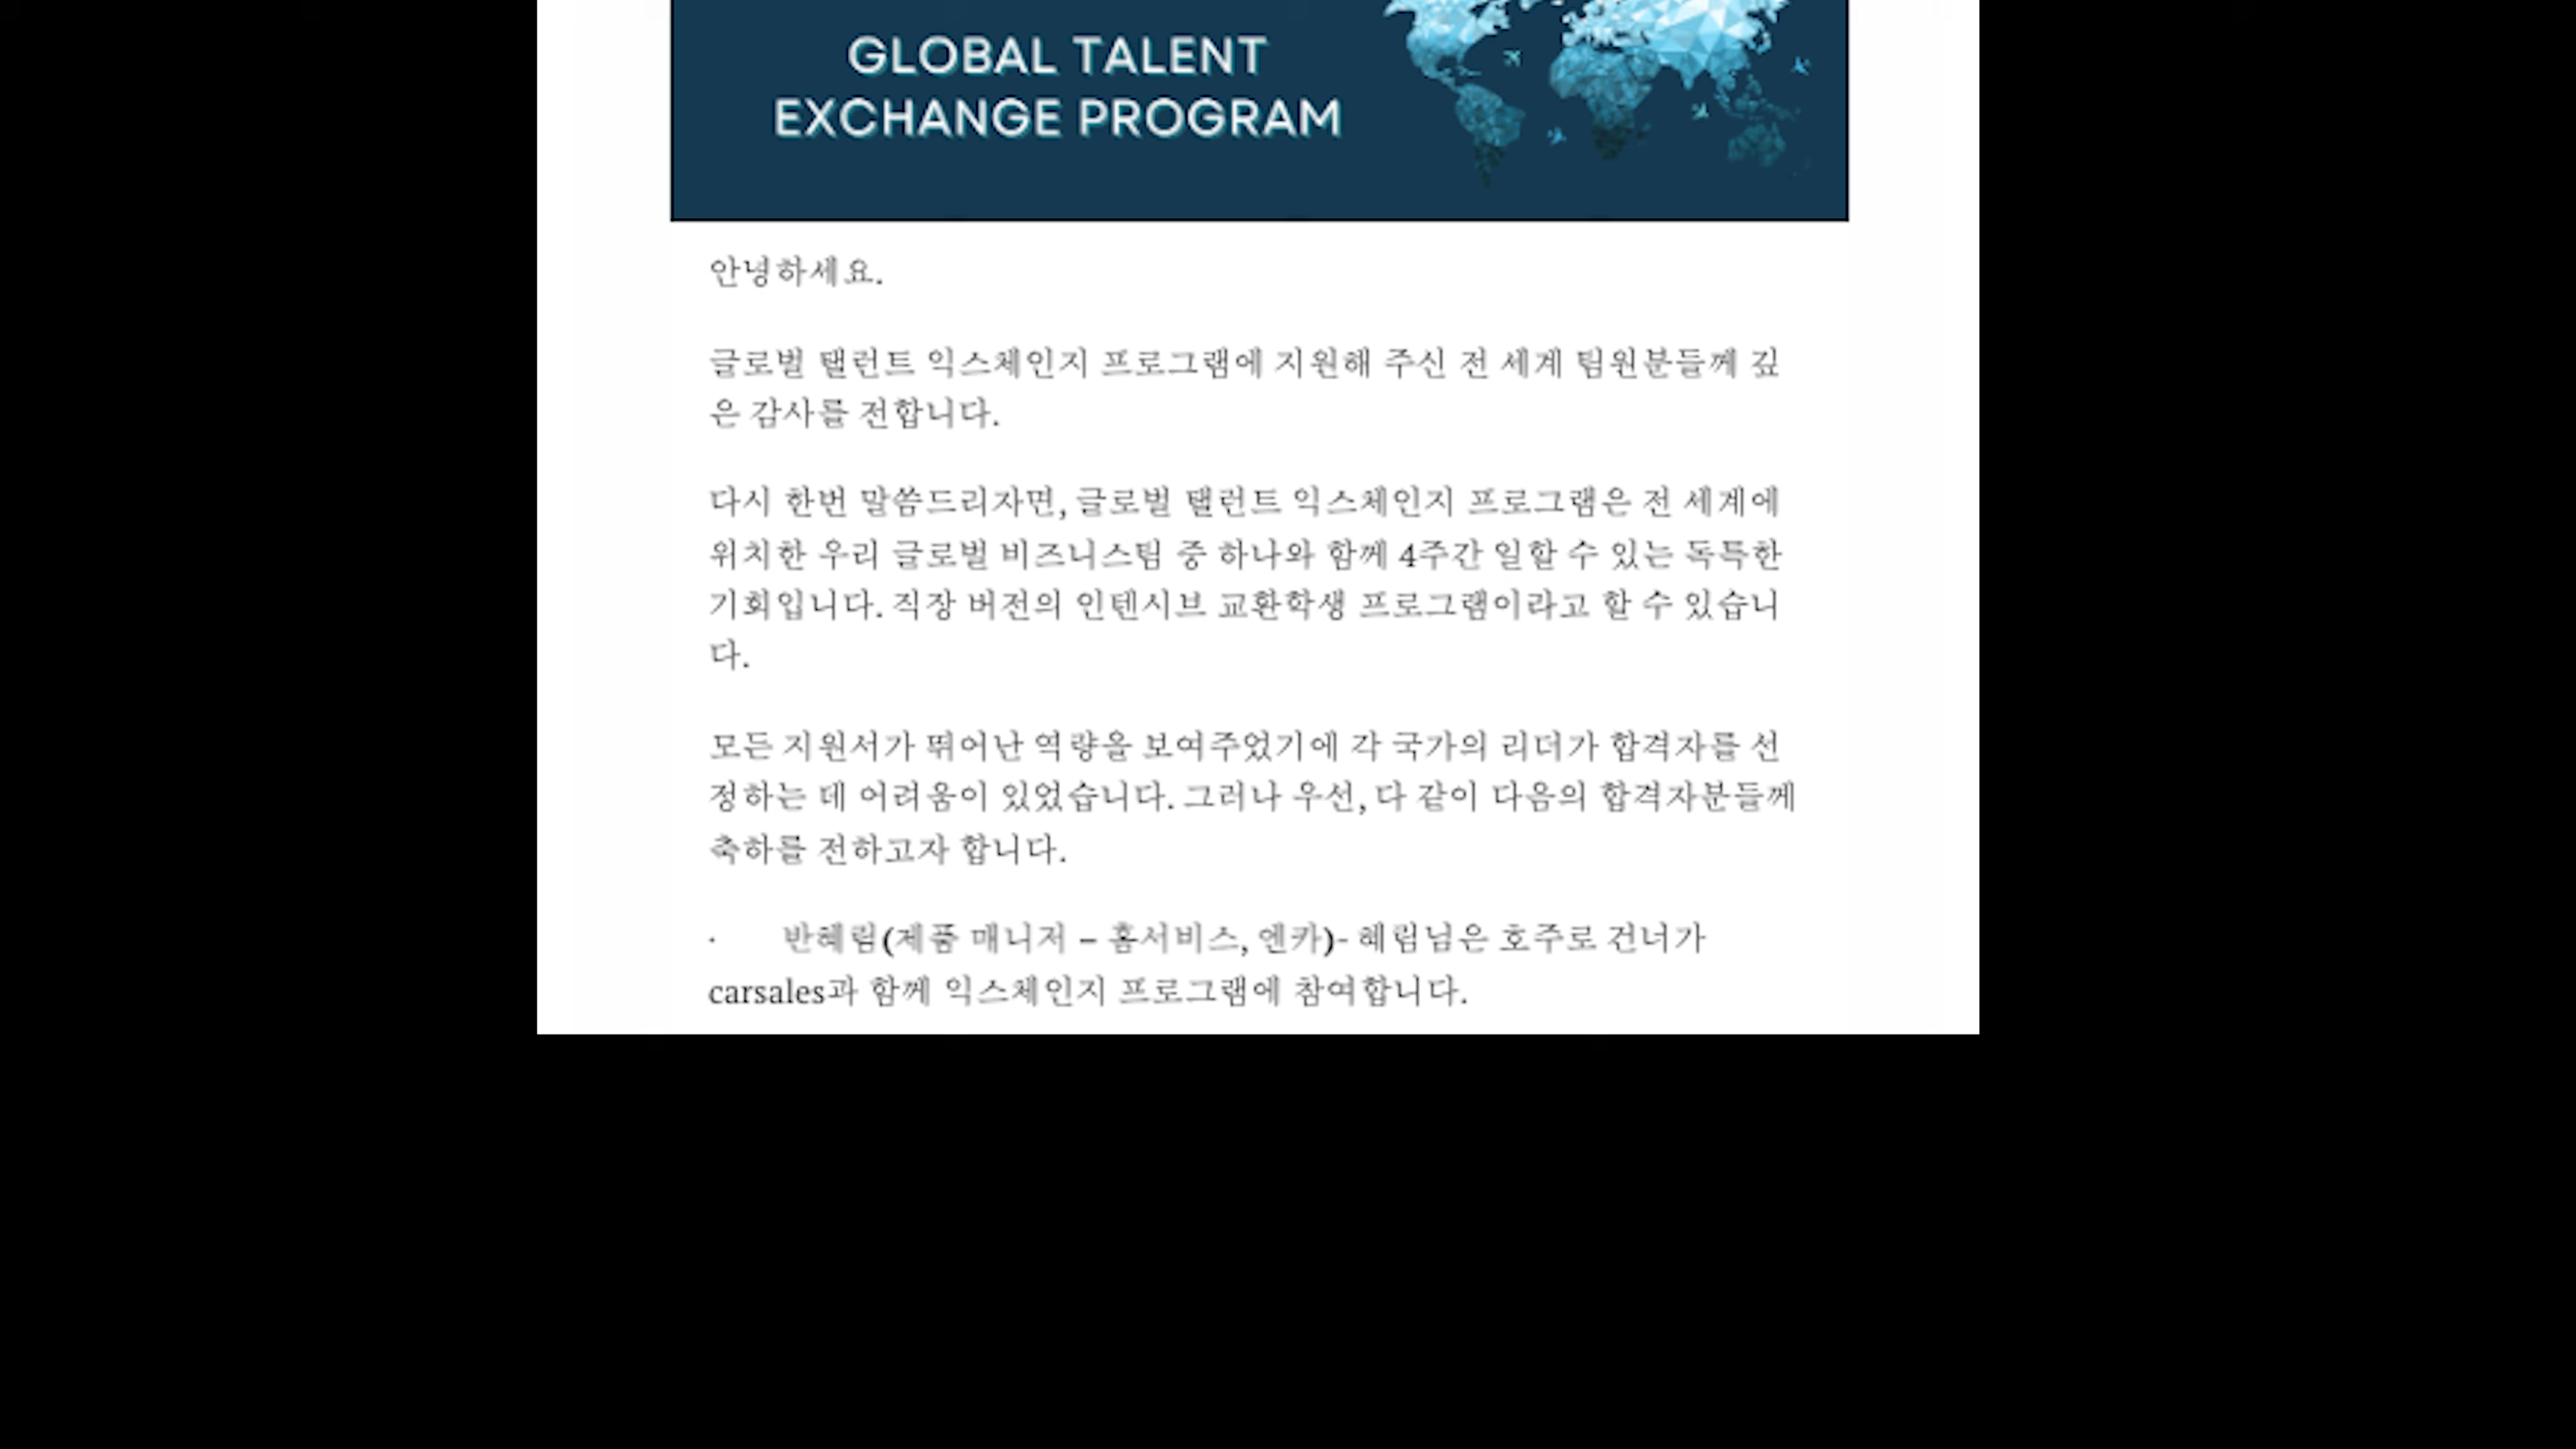 GLOBAL TALENT
EXCHANGE PROGRAM
안녕하세요.
글로벌 탤런트 익스체인지 프로그램에 지원해 주신 전 세계 팀원분들께 깊
은 감사를 전합니다.
다시 한번 말씀드리자면, 글로벌 탤런트 익스체인지 프로그램은 전 세계에
위치한 우리 글로벌 비즈니스팀 중 하나와 함께 4주간 일할 수 있는 독특한
기회입니다. 직장 버전의 인텐시브 교환학생 프로그램이라고 할 수 있습니
다.
모든 지원서가 뛰어난 역량을 보여주었기에 각 국가의 리더가 합격자를 선
정하는 데 어려움이 있었습니다. 그러나 우선, 다 같이 다음의 합격자분들께
축하를 전하고자 합니다.
· 반혜림(제품 매니저 – 홈서비스, 엔카)- 혜림님은 호주로 건너가
carsales과 함께 익스체인지 프로그램에 참여합니다.